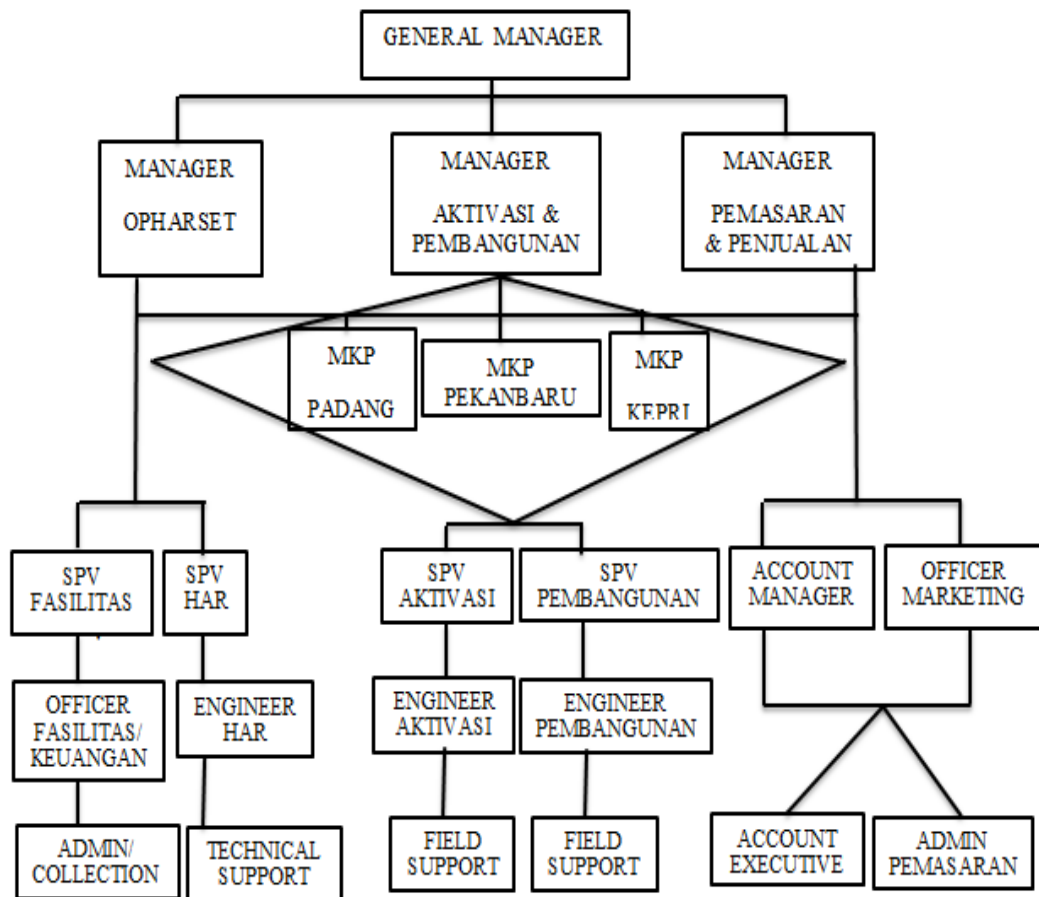 GENERAL MANAGER
MANAGER
OPHARSET
MANAGER
AKTIVASI &
PEMBANGUNAN
MANAGER
PEMASARAN
& PENJUALAN
MKP
PADANG
MKP
PEKANBARU
MKP
KEPRI
SPV
FASILITAS
SPV
HAR
SPV
AKTIVASI
SPV
PEMBANGUNAN
ACCOUNT
MANAGER
OFFICER
MARKETING
OFFICER
FASILITAS/
KEUANGAN
ENGINEER
HAR
ENGINEER
AKTIVASI
ENGINEER
PEMBANGUNAN
ADMIN/
COLLECTION
TECHNICAL
SUPPORT
FIELD
SUPPORT
FIELD
SUPPORT
ACCOUNT
EXECUTIVE
ADMIN
PEMASARAN